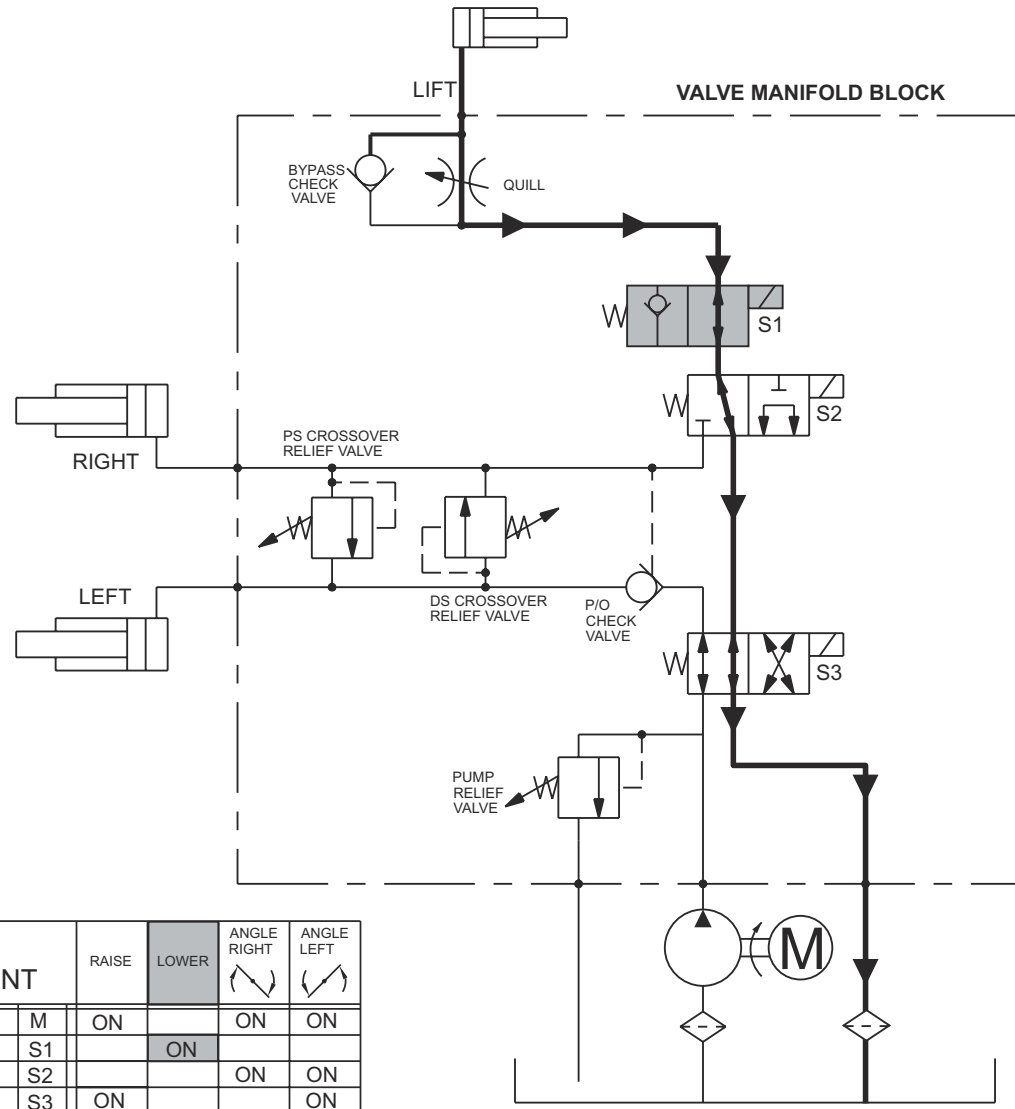 LIFT
VALVE MANIFOLD BLOCK
BYPASS
CHECK
VALVE
QUILL
S1
S2
PS CROSSOVER
RELIEF VALVE
RIGHT
LEFT
DS CROSSOVER
RELIEF VALVE
P/O
CHECK
VALVE
S3
PUMP
RELIEF
VALVE
M
NT RAISE LOWER ANGLE RIGHT ANGLE LEFT
M ON ON ON
S1 ON
S2 ON ON
S3 ON ON